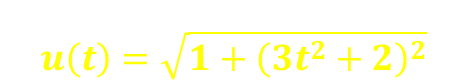 u(t) = √1 + (3t² + 2)²